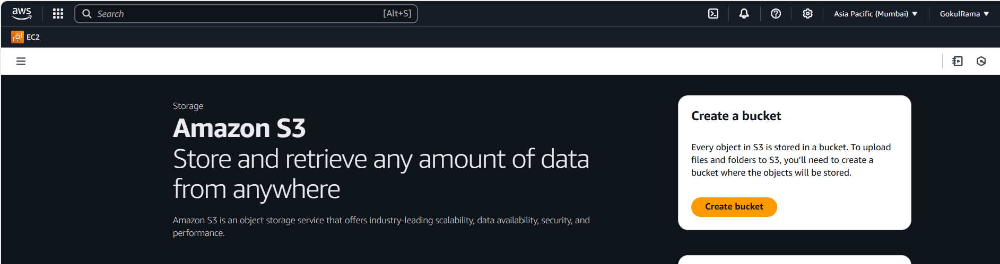 aws
Search [Alt+S]
Asia Pacific (Mumbai)
GokulRama
EC2
Storage
Amazon S3
Store and retrieve any amount of data
from anywhere
Amazon S3 is an object storage service that offers industry-leading scalability, data availability, security, and
performance.
Create a bucket
Every object in S3 is stored in a bucket. To upload
files and folders to S3, you’ll need to create a
bucket where the objects will be stored.
Create bucket